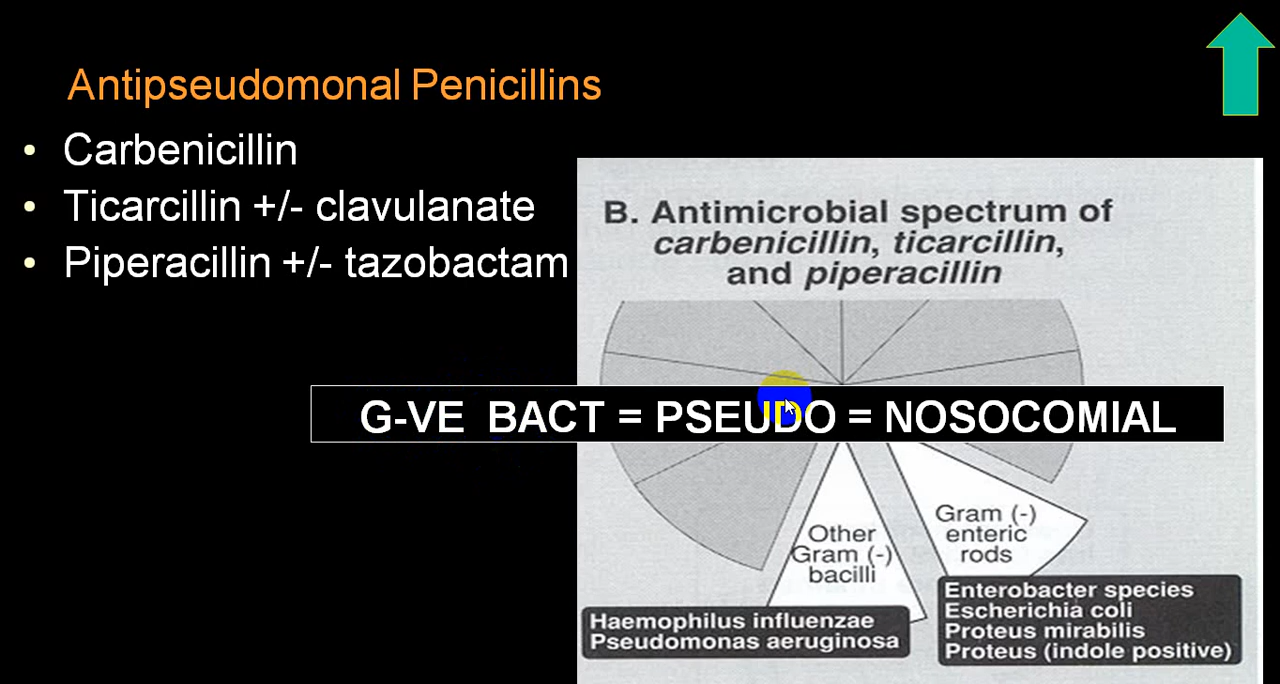 Antipseudomonal Penicillins
• Carbenicillin
• Ticarcillin +/- clavulanate
• Piperacillin +/- tazobactam
B. Antimicrobial spectrum of
carbenicillin, ticarcillin,
and piperacillin
G-VE BACT = PSEUDO = NOSOCOMIAL
Other
Gram (-)
bacilli
Gram (-)
enteric
rods
Haemophilus influenzae
Pseudomonas aeruginosa
Enterobacter species
Escherichia coli
Proteus mirabilis
Proteus (indole positive)